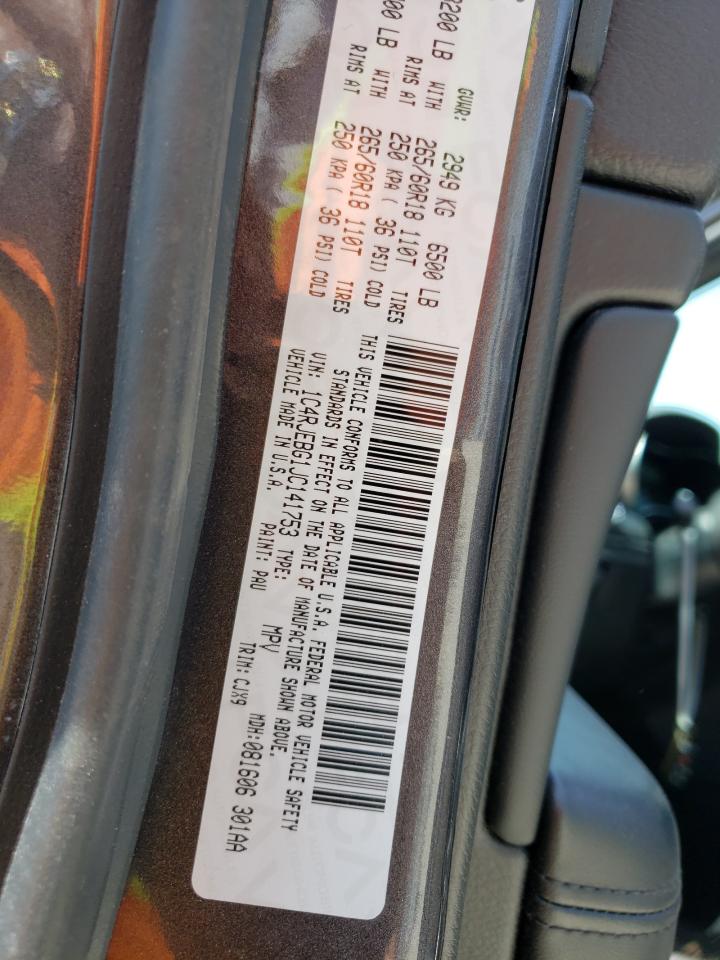 GVWR: 2949 KG 6500 LB
200 LB WITH 265/60R18 110T TIRES
RIMS AT 250 KPA ( 36 PSI) COLD
00 LB WITH 265/60R18 110T TIRES
RIMS AT 250 KPA ( 36 PSI) COLD
THIS VEHICLE CONFORMS TO ALL APPLICABLE U.S.A. FEDERAL MOTOR VEHICLE SAFETY
STANDARDS IN EFFECT ON THE DATE OF MANUFACTURE SHOWN ABOVE.
VIN: 1C4RJEBG1JC141753 TYPE: MPV MDH:081606 301AA
VEHICLE MADE IN U.S.A. PAINT: PAU TRIM: CJX9